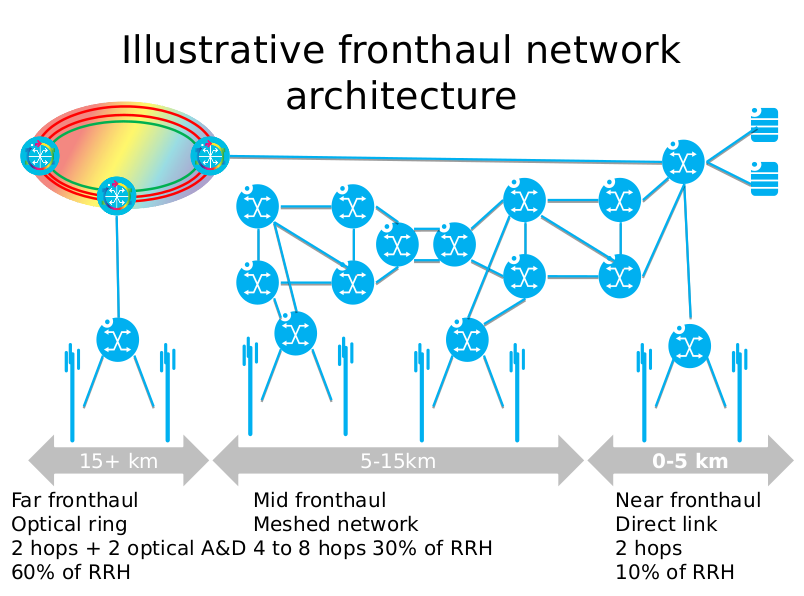 Illustrative fronthaul network
architecture
15+ km
5-15km
0-5 km
Far fronthaul
Optical ring
2 hops + 2 optical A&D
60% of RRH
Mid fronthaul
Meshed network
4 to 8 hops 30% of RRH
Near fronthaul
Direct link
2 hops
10% of RRH